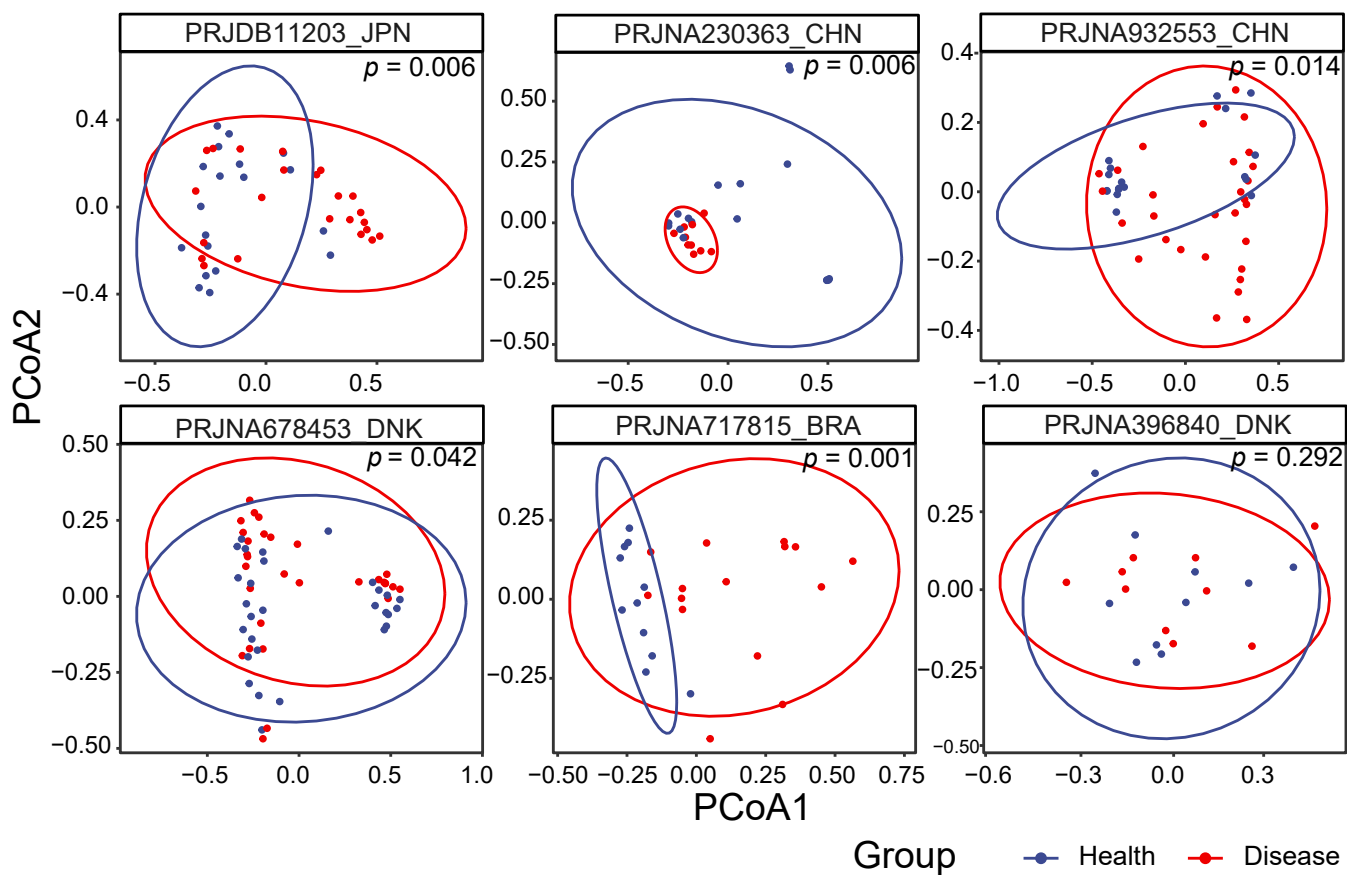 PRJDB11203_JPN
PRJNA230363_CHN
PRJNA932553_CHN
p = 0.006
p = 0.006
p = 0.014
0.4
0.0
−0.4
0.50
0.25
0.00
−0.25
−0.50
0.4
0.2
0.0
−0.2
−0.4
−0.5
0.0
0.5
−0.5
0.0
0.5
−1.0
−0.5
0.0
0.5
PCoA2
PRJNA678453_DNK
PRJNA717815_BRA
PRJNA396840_DNK
p = 0.042
p = 0.001
p = 0.292
0.50
0.25
0.00
−0.25
−0.50
0.25
0.00
−0.25
0.25
0.00
−0.25
−0.50
−0.5
0.0
0.5
1.0
−0.50
−0.25
0.00
0.25
0.50
0.75
−0.6
−0.3
0.0
0.3
PCoA1
Group
Health
Disease